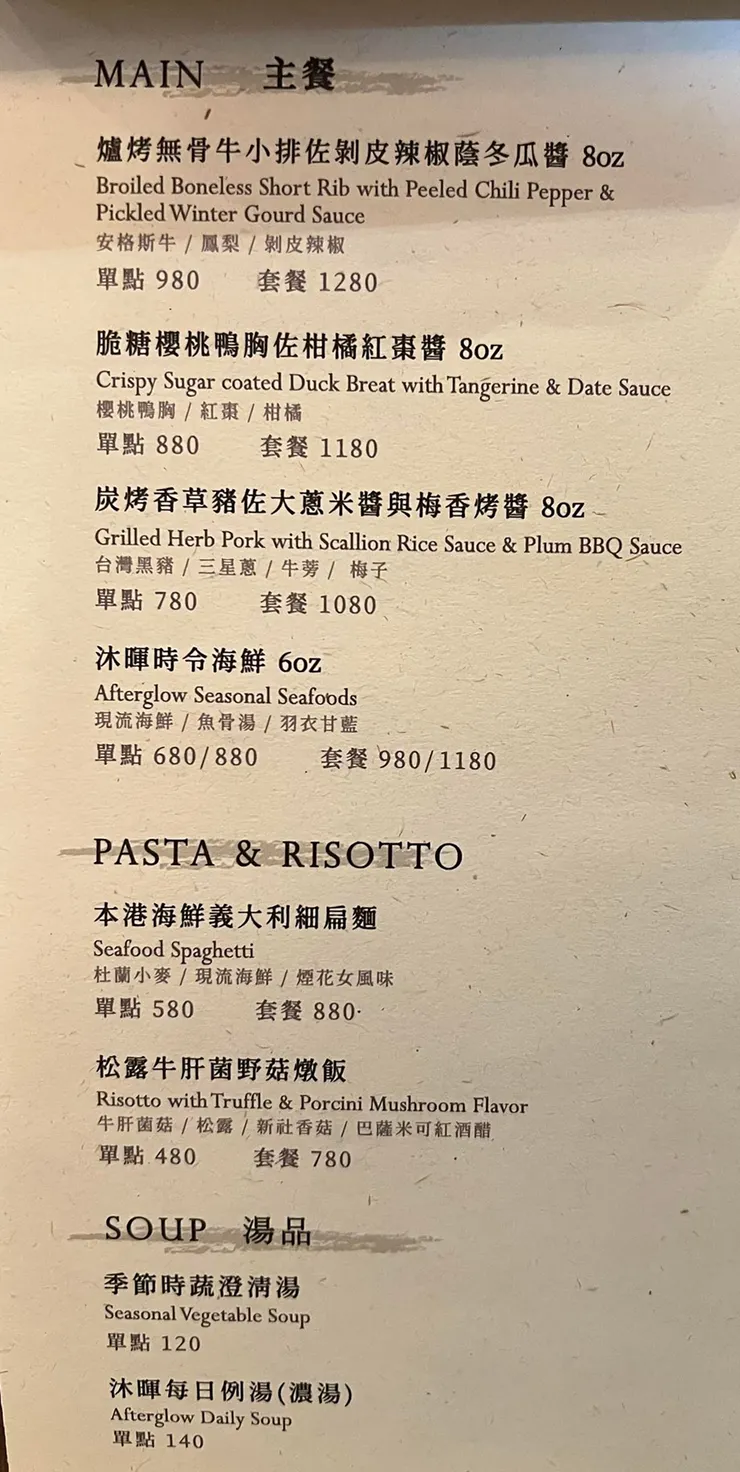 MAIN 主餐
爐烤無骨牛小排佐剝皮辣椒蔭冬瓜醬 8oz
Broiled Boneless Short Rib with Peeled Chili Pepper &
Pickled Winter Gourd Sauce
安格斯牛 / 鳳梨 / 剝皮辣椒
單點 980 套餐 1280
脆糖櫻桃鴨胸佐柑橘紅棗醬 8oz
Crispy Sugar coated Duck Breat with Tangerine & Date Sauce
櫻桃鴨胸 / 紅棗 / 柑橘
單點 880 套餐 1180
炭烤香草豬佐大蔥米醬與梅香烤醬 8oz
Grilled Herb Pork with Scallion Rice Sauce & Plum BBQ Sauce
台灣黑豬 / 三星蔥 / 牛蒡 / 梅子
單點 780 套餐 1080
沐暉時令海鮮 6oz
Afterglow Seasonal Seafoods
現流海鮮 / 魚骨湯 / 羽衣甘藍
單點 680/880 套餐 980/1180
PASTA & RISOTTO
本港海鮮義大利細扁麵
Seafood Spaghetti
杜蘭小麥 / 現流海鮮 / 煙花女風味
單點 580 套餐 880
松露牛肝菌野菇燉飯
Risotto with Truffle & Porcini Mushroom Flavor
牛肝菌菇 / 松露 / 新社香菇 / 巴薩米可紅酒醋
單點 480 套餐 780
SOUP 湯品
季節時蔬澄清湯
Seasonal Vegetable Soup
單點 120
沐暉每日例湯(濃湯)
Afterglow Daily Soup
單點 140